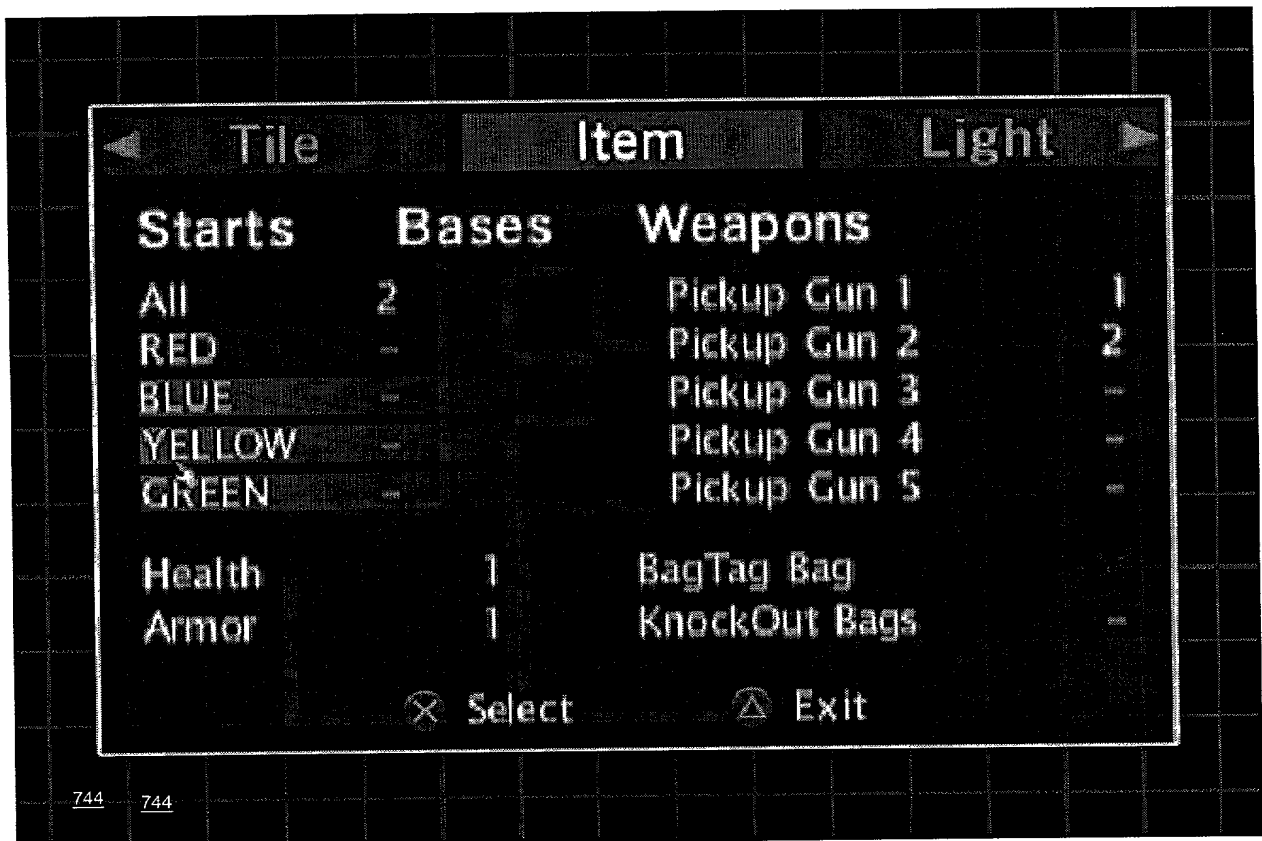 Tile Item Light
Starts Bases Weapons
All 2 Pickup Gun 1 1
RED - Pickup Gun 2 2
BLUE - Pickup Gun 3 -
YELLOW - Pickup Gun 4 -
GREEN - Pickup Gun 5 -
Health 1 BagTag Bag
Armor 1 KnockOut Bags -
Select Exit
744 744